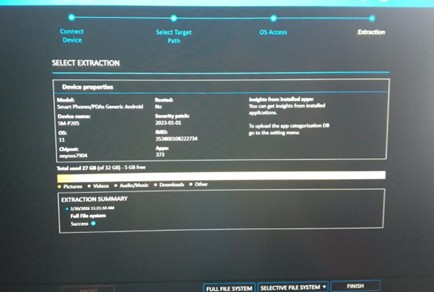 Connect Device
Select Target Path
OS Access
Extraction
SELECT EXTRACTION
Device properties
Model:
Smart Phones/PDAs Generic Android
Device name:
SM-P205
OS:
11
Chipset:
exynos7904
Rooted:
No
Security patch:
2023-01-01
IMEI:
353800108222734
Apps:
373
Insights from installed apps:
You can get insights from installed
applications.
To upload the app categorization DB
go to the setting menu
Total used 27 GB (of 32 GB) - 5 GB free
Pictures Videos Audio/Music Downloads Other
EXTRACTION SUMMARY
Full File system
Success
FULL FILE SYSTEM
SELECTIVE FILE SYSTEM
FINISH